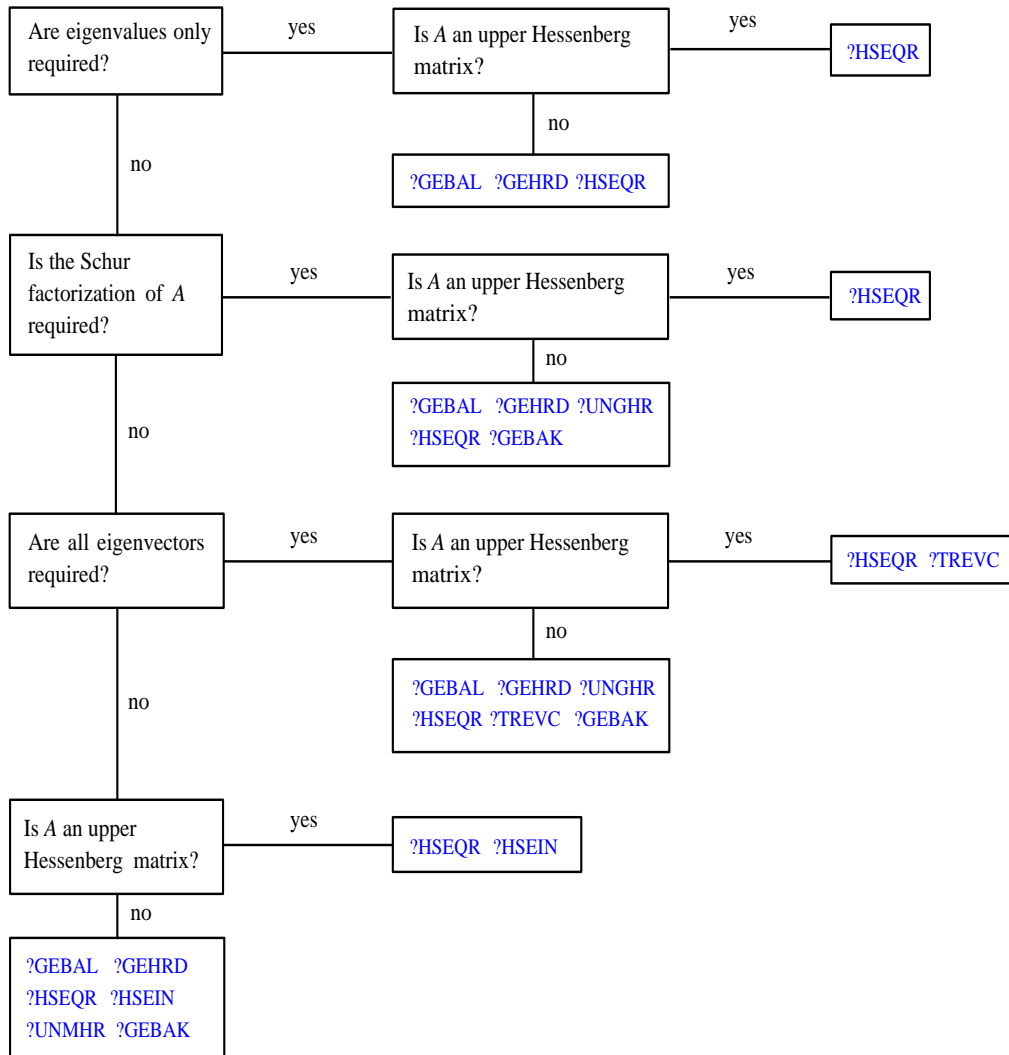 Are eigenvalues only
required?
yes
Is A an upper Hessenberg
matrix?
yes
?HSEQR
no
?GEBAL ?GEHRD ?HSEQR
no
Is the Schur
factorization of A
required?
yes
Is A an upper Hessenberg
matrix?
yes
?HSEQR
no
?GEBAL ?GEHRD ?UNGHR
?HSEQR ?GEBAK
no
Are all eigenvectors
required?
yes
Is A an upper Hessenberg
matrix?
yes
?HSEQR ?TREVC
no
?GEBAL ?GEHRD ?UNGHR
?HSEQR ?TREVC ?GEBAK
no
Is A an upper
Hessenberg matrix?
yes
?HSEQR ?HSEIN
no
?GEBAL ?GEHRD
?HSEQR ?HSEIN
?UNMHR ?GEBAK